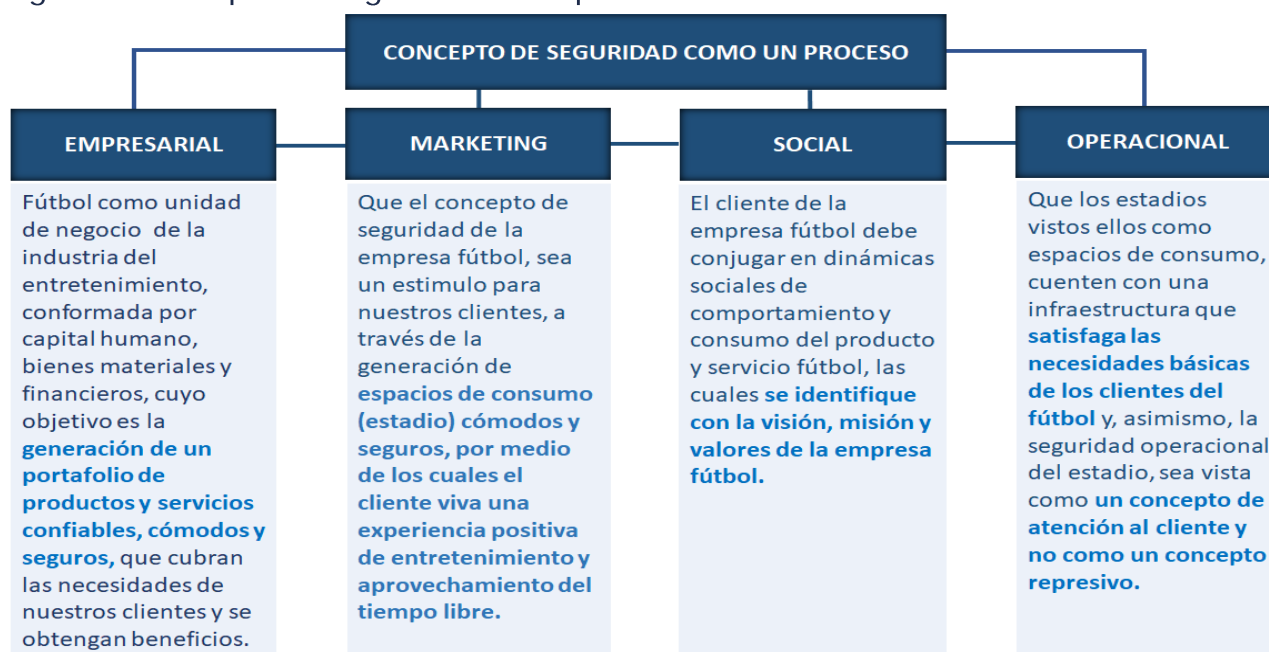 CONCEPTO DE SEGURIDAD COMO UN PROCESO
EMPRESARIAL
Fútbol como unidad
de negocio de la
industria del
entretenimiento,
conformada por
capital humano,
bienes materiales y
financieros, cuyo
objetivo es la
generación de un
portafolio de
productos y servicios
confiables, cómodos y
seguros, que cubran
las necesidades de
nuestros clientes y se
obtengan beneficios.
MARKETING
Que el concepto de
seguridad de la
empresa fútbol, sea
un estimulo para
nuestros clientes, a
través de la
generación de
espacios de consumo
(estadio) cómodos y
seguros, por medio
de los cuales el
cliente viva una
experiencia positiva
de entretenimiento y
aprovechamiento del
tiempo libre.
SOCIAL
El cliente de la
empresa fútbol debe
conjugar en dinámicas
sociales de
comportamiento y
consumo del producto
y servicio fútbol, las
cuales se identifique
con la visión, misión y
valores de la empresa
fútbol.
OPERACIONAL
Que los estadios
vistos ellos como
espacios de consumo,
cuenten con una
infraestructura que
satisfaga las
necesidades básicas
de los clientes del
fútbol y, asimismo, la
seguridad operacional
del estadio, sea vista
como un concepto de
atención al cliente y
no como un concepto
represivo.